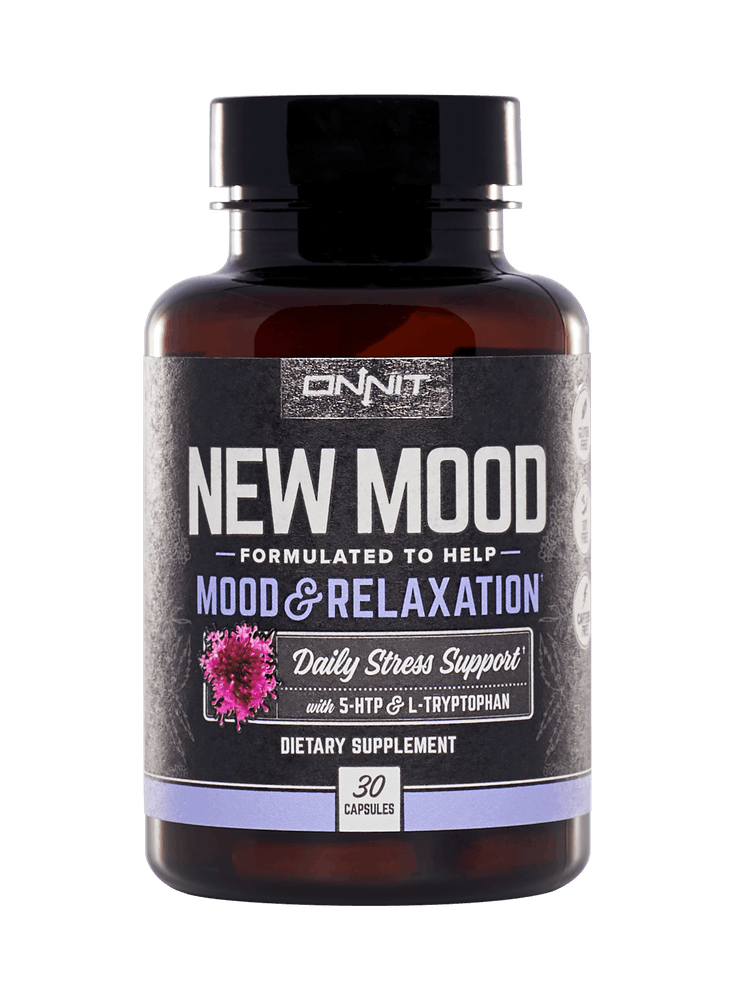 ONNIT
NEW MOOD
FORMULATED TO HELP
MOOD & RELAXATION†
Daily Stress Support†
with 5-HTP & L-TRYPTOPHAN
DIETARY SUPPLEMENT
30
CAPSULES